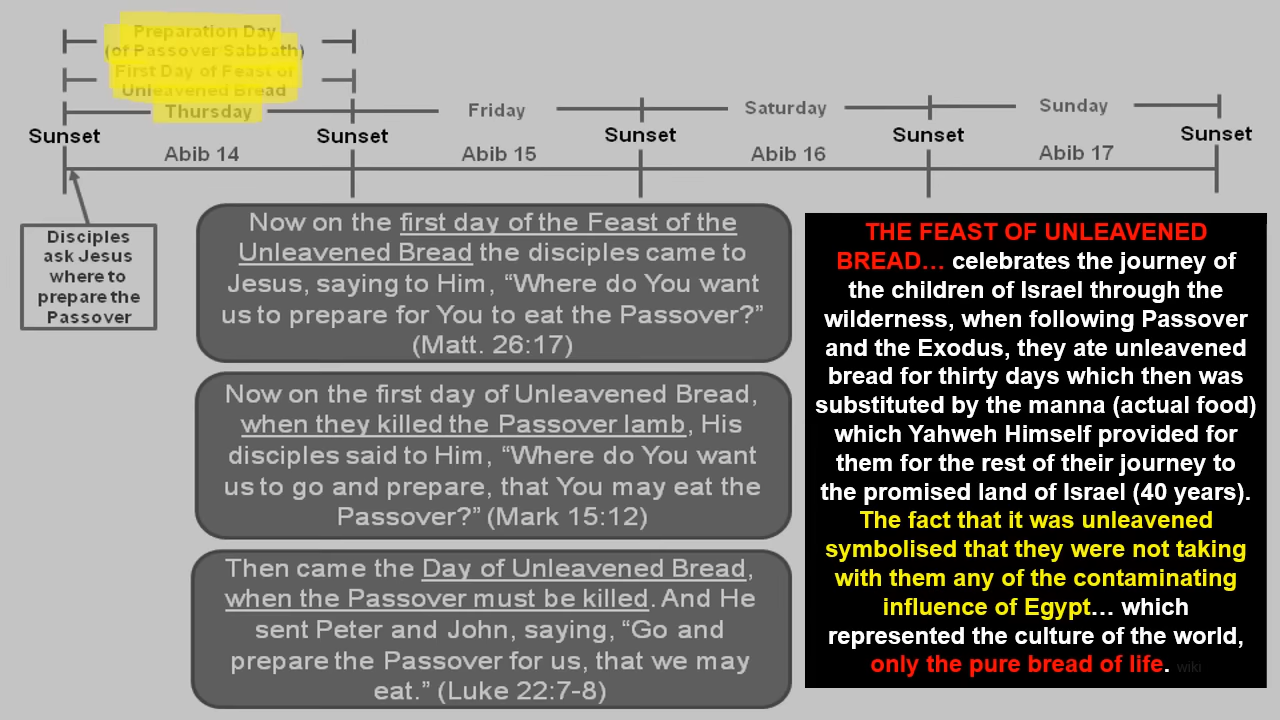 Preparation Day
(of Passover Sabbath)
First Day of Feast of
Unleavened Bread
Thursday
Friday
Saturday
Sunday
Sunset
Sunset
Sunset
Sunset
Sunset
Abib 14
Abib 15
Abib 16
Abib 17
Disciples
ask Jesus
where to
prepare the
Passover
Now on the first day of the Feast of the
Unleavened Bread the disciples came to
Jesus, saying to Him, “Where do You want
us to prepare for You to eat the Passover?”
(Matt. 26:17)
Now on the first day of Unleavened Bread,
when they killed the Passover lamb, His
disciples said to Him, “Where do You want
us to go and prepare, that You may eat the
Passover?” (Mark 15:12)
Then came the Day of Unleavened Bread,
when the Passover must be killed. And He
sent Peter and John, saying, “Go and
prepare the Passover for us, that we may
eat.” (Luke 22:7-8)
THE FEAST OF UNLEAVENED
BREAD… celebrates the journey of
the children of Israel through the
wilderness, when following Passover
and the Exodus, they ate unleavened
bread for thirty days which then was
substituted by the manna (actual food)
which Yahweh Himself provided for
them for the rest of their journey to
the promised land of Israel (40 years).
The fact that it was unleavened
symbolised that they were not taking
with them any of the contaminating
influence of Egypt… which
represented the culture of the world,
only the pure bread of life. wiki